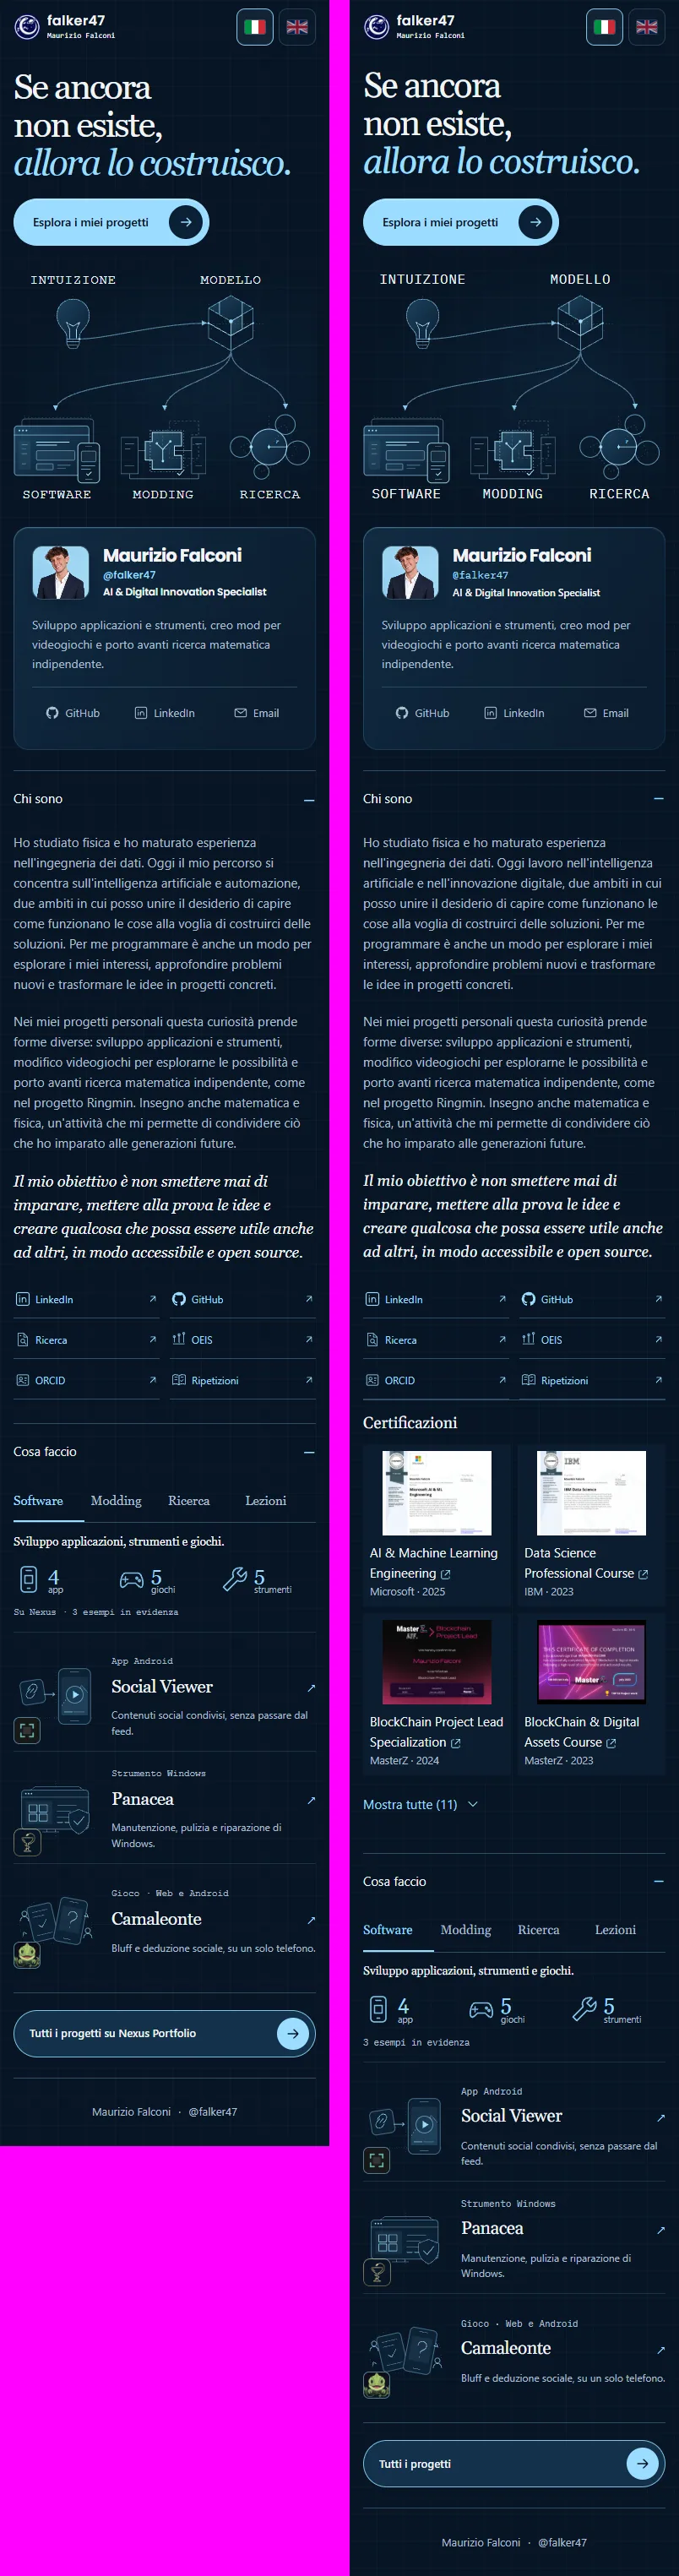 falker47
Maurizio Falconi
Se ancora
non esiste,
allora lo costruisco.
Esplora i miei progetti
INTUIZIONE
MODELLO
SOFTWARE
MODDING
RICERCA
Maurizio Falconi
@falker47
AI & Digital Innovation Specialist
Sviluppo applicazioni e strumenti, creo mod per
videogiochi e porto avanti ricerca matematica
indipendente.
GitHub
LinkedIn
Email
Chi sono
Ho studiato fisica e ho maturato esperienza
nell'ingegneria dei dati. Oggi il mio percorso si
concentra sull'intelligenza artificiale e automazione,
due ambiti in cui posso unire il desiderio di capire
come funzionano le cose alla voglia di costruirci delle
soluzioni. Per me programmare è anche un modo per
esplorare i miei interessi, approfondire problemi
nuovi e trasformare le idee in progetti concreti.
Nei miei progetti personali questa curiosità prende
forme diverse: sviluppo applicazioni e strumenti,
modifico videogiochi per esplorarne le possibilità e
porto avanti ricerca matematica indipendente, come
nel progetto Ringmin. Insegno anche matematica e
fisica, un'attività che mi permette di condividere ciò
che ho imparato alle generazioni future.
Il mio obiettivo è non smettere mai di
imparare, mettere alla prova le idee e
creare qualcosa che possa essere utile anche
ad altri, in modo accessibile e open source.
LinkedIn
GitHub
Ricerca
OEIS
ORCID
Ripetizioni
Cosa faccio
Software
Modding
Ricerca
Lezioni
Sviluppo applicazioni, strumenti e giochi.
4
app
5
giochi
5
strumenti
Su Nexus · 3 esempi in evidenza
App Android
Social Viewer
Contenuti social condivisi, senza passare dal
feed.
Strumento Windows
Panacea
Manutenzione, pulizia e riparazione di
Windows.
Gioco · Web e Android
Camaleonte
Bluff e deduzione sociale, su un solo telefono.
Tutti i progetti su Nexus Portfolio
Maurizio Falconi · @falker47
falker47
Maurizio Falconi
Se ancora
non esiste,
allora lo costruisco.
Esplora i miei progetti
INTUIZIONE
MODELLO
SOFTWARE
MODDING
RICERCA
Maurizio Falconi
@falker47
AI & Digital Innovation Specialist
Sviluppo applicazioni e strumenti, creo mod per
videogiochi e porto avanti ricerca matematica
indipendente.
GitHub
LinkedIn
Email
Chi sono
Ho studiato fisica e ho maturato esperienza
nell'ingegneria dei dati. Oggi lavoro nell'intelligenza
artificiale e nell'innovazione digitale, due ambiti in cui
posso unire il desiderio di capire come funzionano le
cose alla voglia di costruirci delle soluzioni. Per me
programmare è anche un modo per esplorare i miei
interessi, approfondire problemi nuovi e trasformare
le idee in progetti concreti.
Nei miei progetti personali questa curiosità prende
forme diverse: sviluppo applicazioni e strumenti,
modifico videogiochi per esplorarne le possibilità e
porto avanti ricerca matematica indipendente, come
nel progetto Ringmin. Insegno anche matematica e
fisica, un'attività che mi permette di condividere ciò
che ho imparato alle generazioni future.
Il mio obiettivo è non smettere mai di
imparare, mettere alla prova le idee e
creare qualcosa che possa essere utile anche
ad altri, in modo accessibile e open source.
LinkedIn
GitHub
Ricerca
OEIS
ORCID
Ripetizioni
Certificazioni
Microsoft AI & ML
Engineering
AI & Machine Learning
Engineering
Microsoft · 2025
IBM
IBM Data Science
Data Science
Professional Course
IBM · 2023
Master
Blockchain
Project Lead
Maurizio Falconi
BlockChain Project Lead
Specialization
MasterZ · 2024
THIS CERTIFICATE OF COMPLETION
Master
BlockChain & Digital
Assets Course
MasterZ · 2023
Mostra tutte (11)
Cosa faccio
Software
Modding
Ricerca
Lezioni
Sviluppo applicazioni, strumenti e giochi.
4
app
5
giochi
5
strumenti
3 esempi in evidenza
App Android
Social Viewer
Contenuti social condivisi, senza passare dal
feed.
Strumento Windows
Panacea
Manutenzione, pulizia e riparazione di
Windows.
Gioco · Web e Android
Camaleonte
Bluff e deduzione sociale, su un solo telefono.
Tutti i progetti
Maurizio Falconi · @falker47